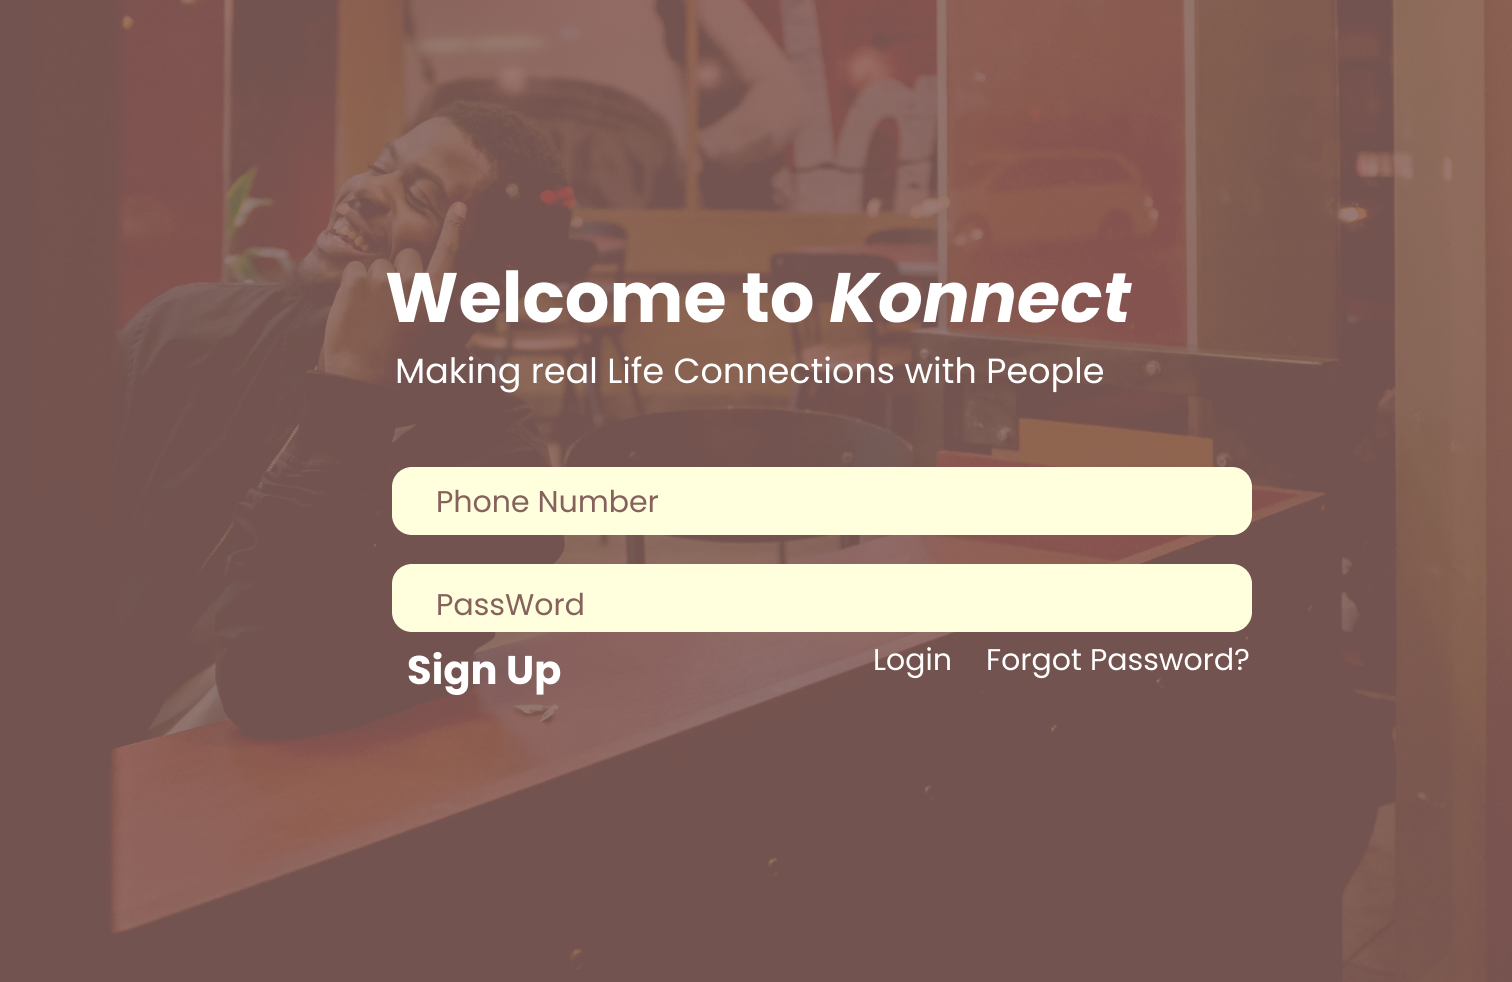 Welcome to Konnect
Making real Life Connections with People
Phone Number
PassWord
Sign Up
Login
Forgot Password?